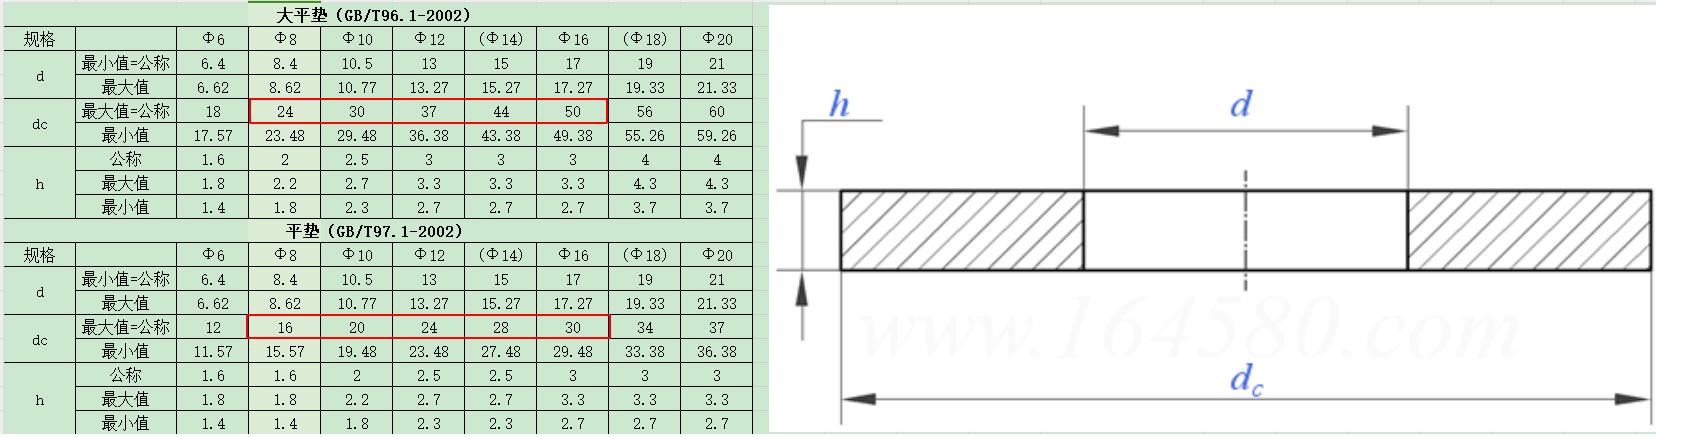 大平垫（GB/T96.1-2002）
规格 Φ6 Φ8 Φ10 Φ12 (Φ14) Φ16 (Φ18) Φ20
d 最小值=公称 6.4 8.4 10.5 13 15 17 19 21
最大值 6.62 8.62 10.77 13.27 15.27 17.27 19.33 21.33
dc 最大值=公称 18 24 30 37 44 50 56 60
最小值 17.57 23.48 29.48 36.38 43.38 49.38 55.26 59.26
h 公称 1.6 2 2.5 3 3 3 4 4
最大值 1.8 2.2 2.7 3.3 3.3 3.3 4.3 4.3
最小值 1.4 1.8 2.3 2.7 2.7 2.7 3.7 3.7
平垫（GB/T97.1-2002）
规格 Φ6 Φ8 Φ10 Φ12 (Φ14) Φ16 (Φ18) Φ20
d 最小值=公称 6.4 8.4 10.5 13 15 17 19 21
最大值 6.62 8.62 10.77 13.27 15.27 17.27 19.33 21.33
dc 最大值=公称 12 16 20 24 28 30 34 37
最小值 11.57 15.57 19.48 23.48 27.48 29.48 33.38 36.38
h 公称 1.6 1.6 2 2.5 2.5 3 3 3
最大值 1.8 1.8 2.2 2.7 2.7 3.3 3.3 3.3
最小值 1.4 1.4 1.8 2.3 2.3 2.7 2.7 2.7
h
d
www.164580.com
dc